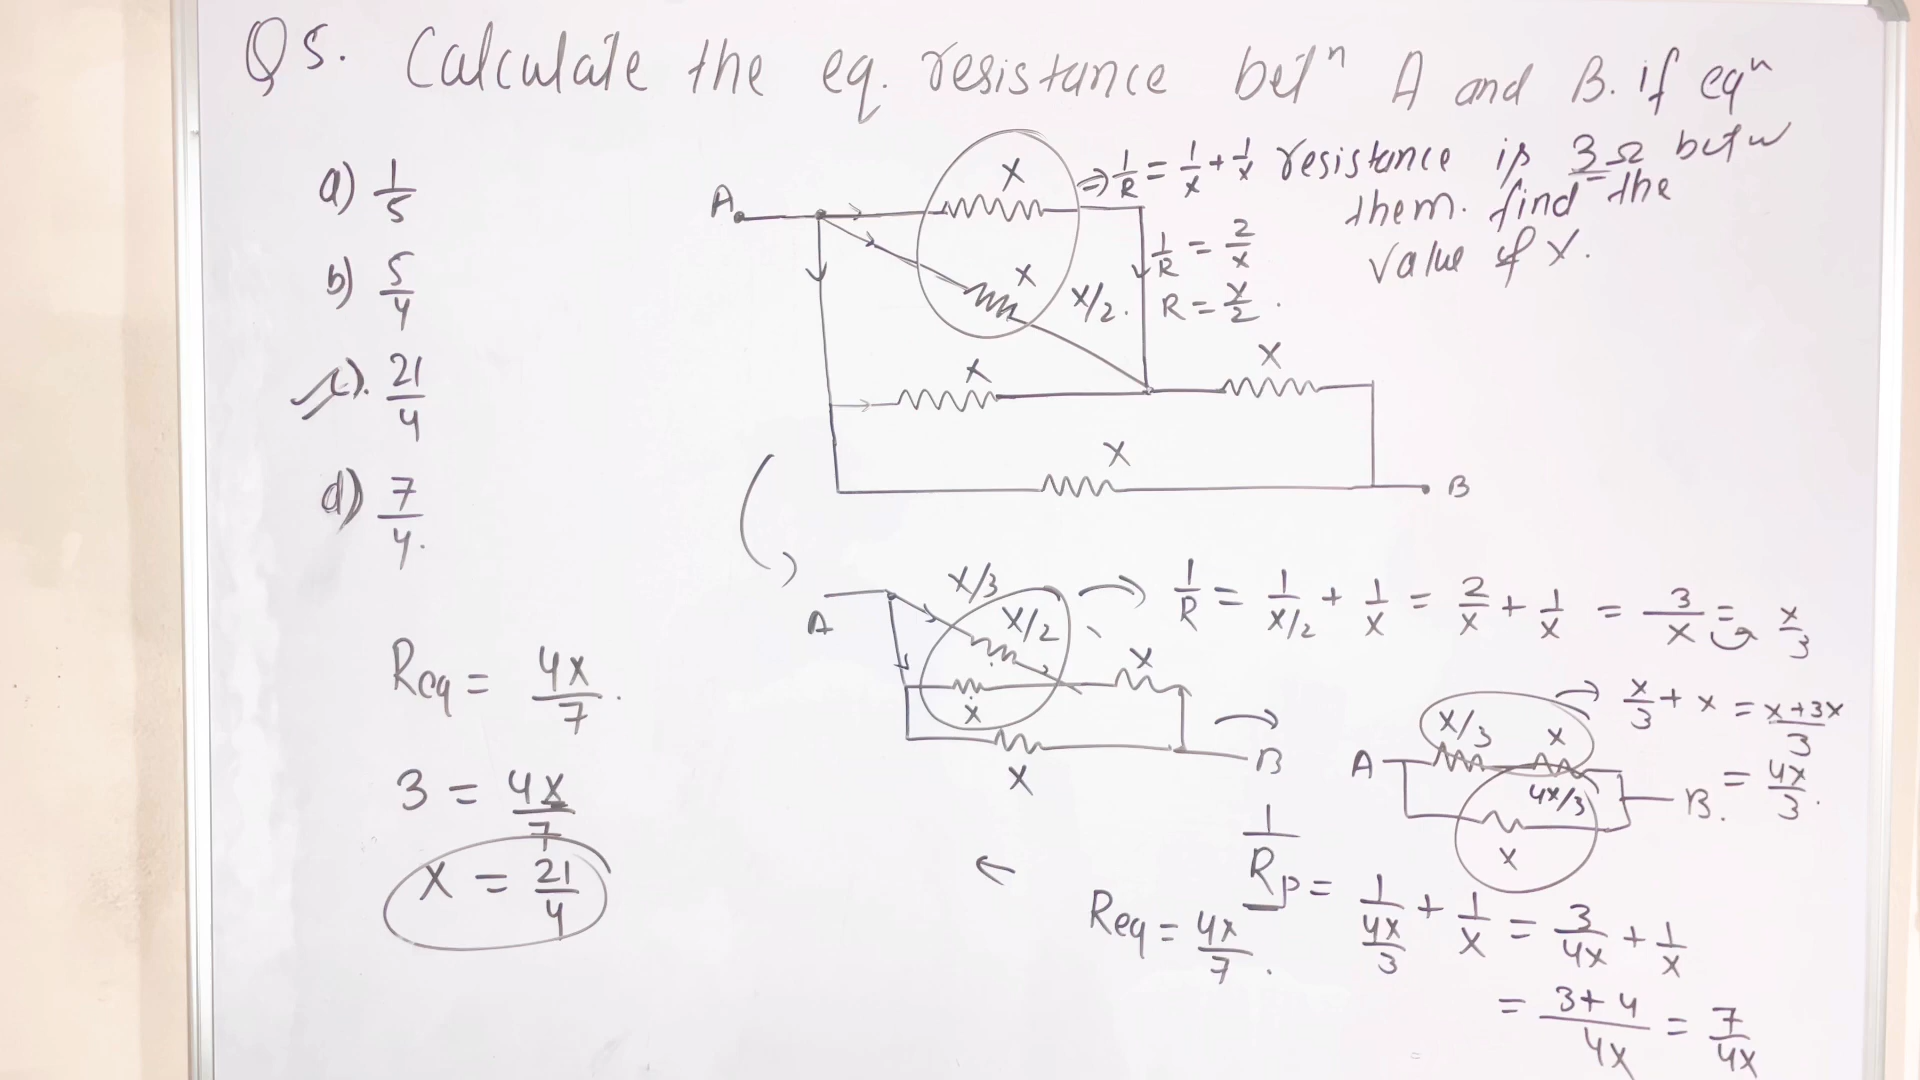 Q5. Calculate the eq. resistance betⁿ A and B. if eqⁿ
resistance is 3Ω betw
them. find the
value of X.
a) 1/5
b) 5/4
c). 21/4
d) 7/4.
A
X
X
X/2.
X
X
X
B
⇒ 1/R = 1/x + 1/x
1/R = 2/x
R = x/2.
A
X/3
X/2
X
X
X
B
→ 1/R = 1/(x/2) + 1/x = 2/x + 1/x = 3/x = x/3
A
X/3
X
4x/3
X
B.
→ x/3 + x = (x+3x)/3
= 4x/3.
1/Rp = 1/(4x/3) + 1/x = 3/4x + 1/x
= (3+4)/4x = 7/4x
Req = 4x/7.
←
Req = 4x/7.
3 = 4x/7
x = 21/4